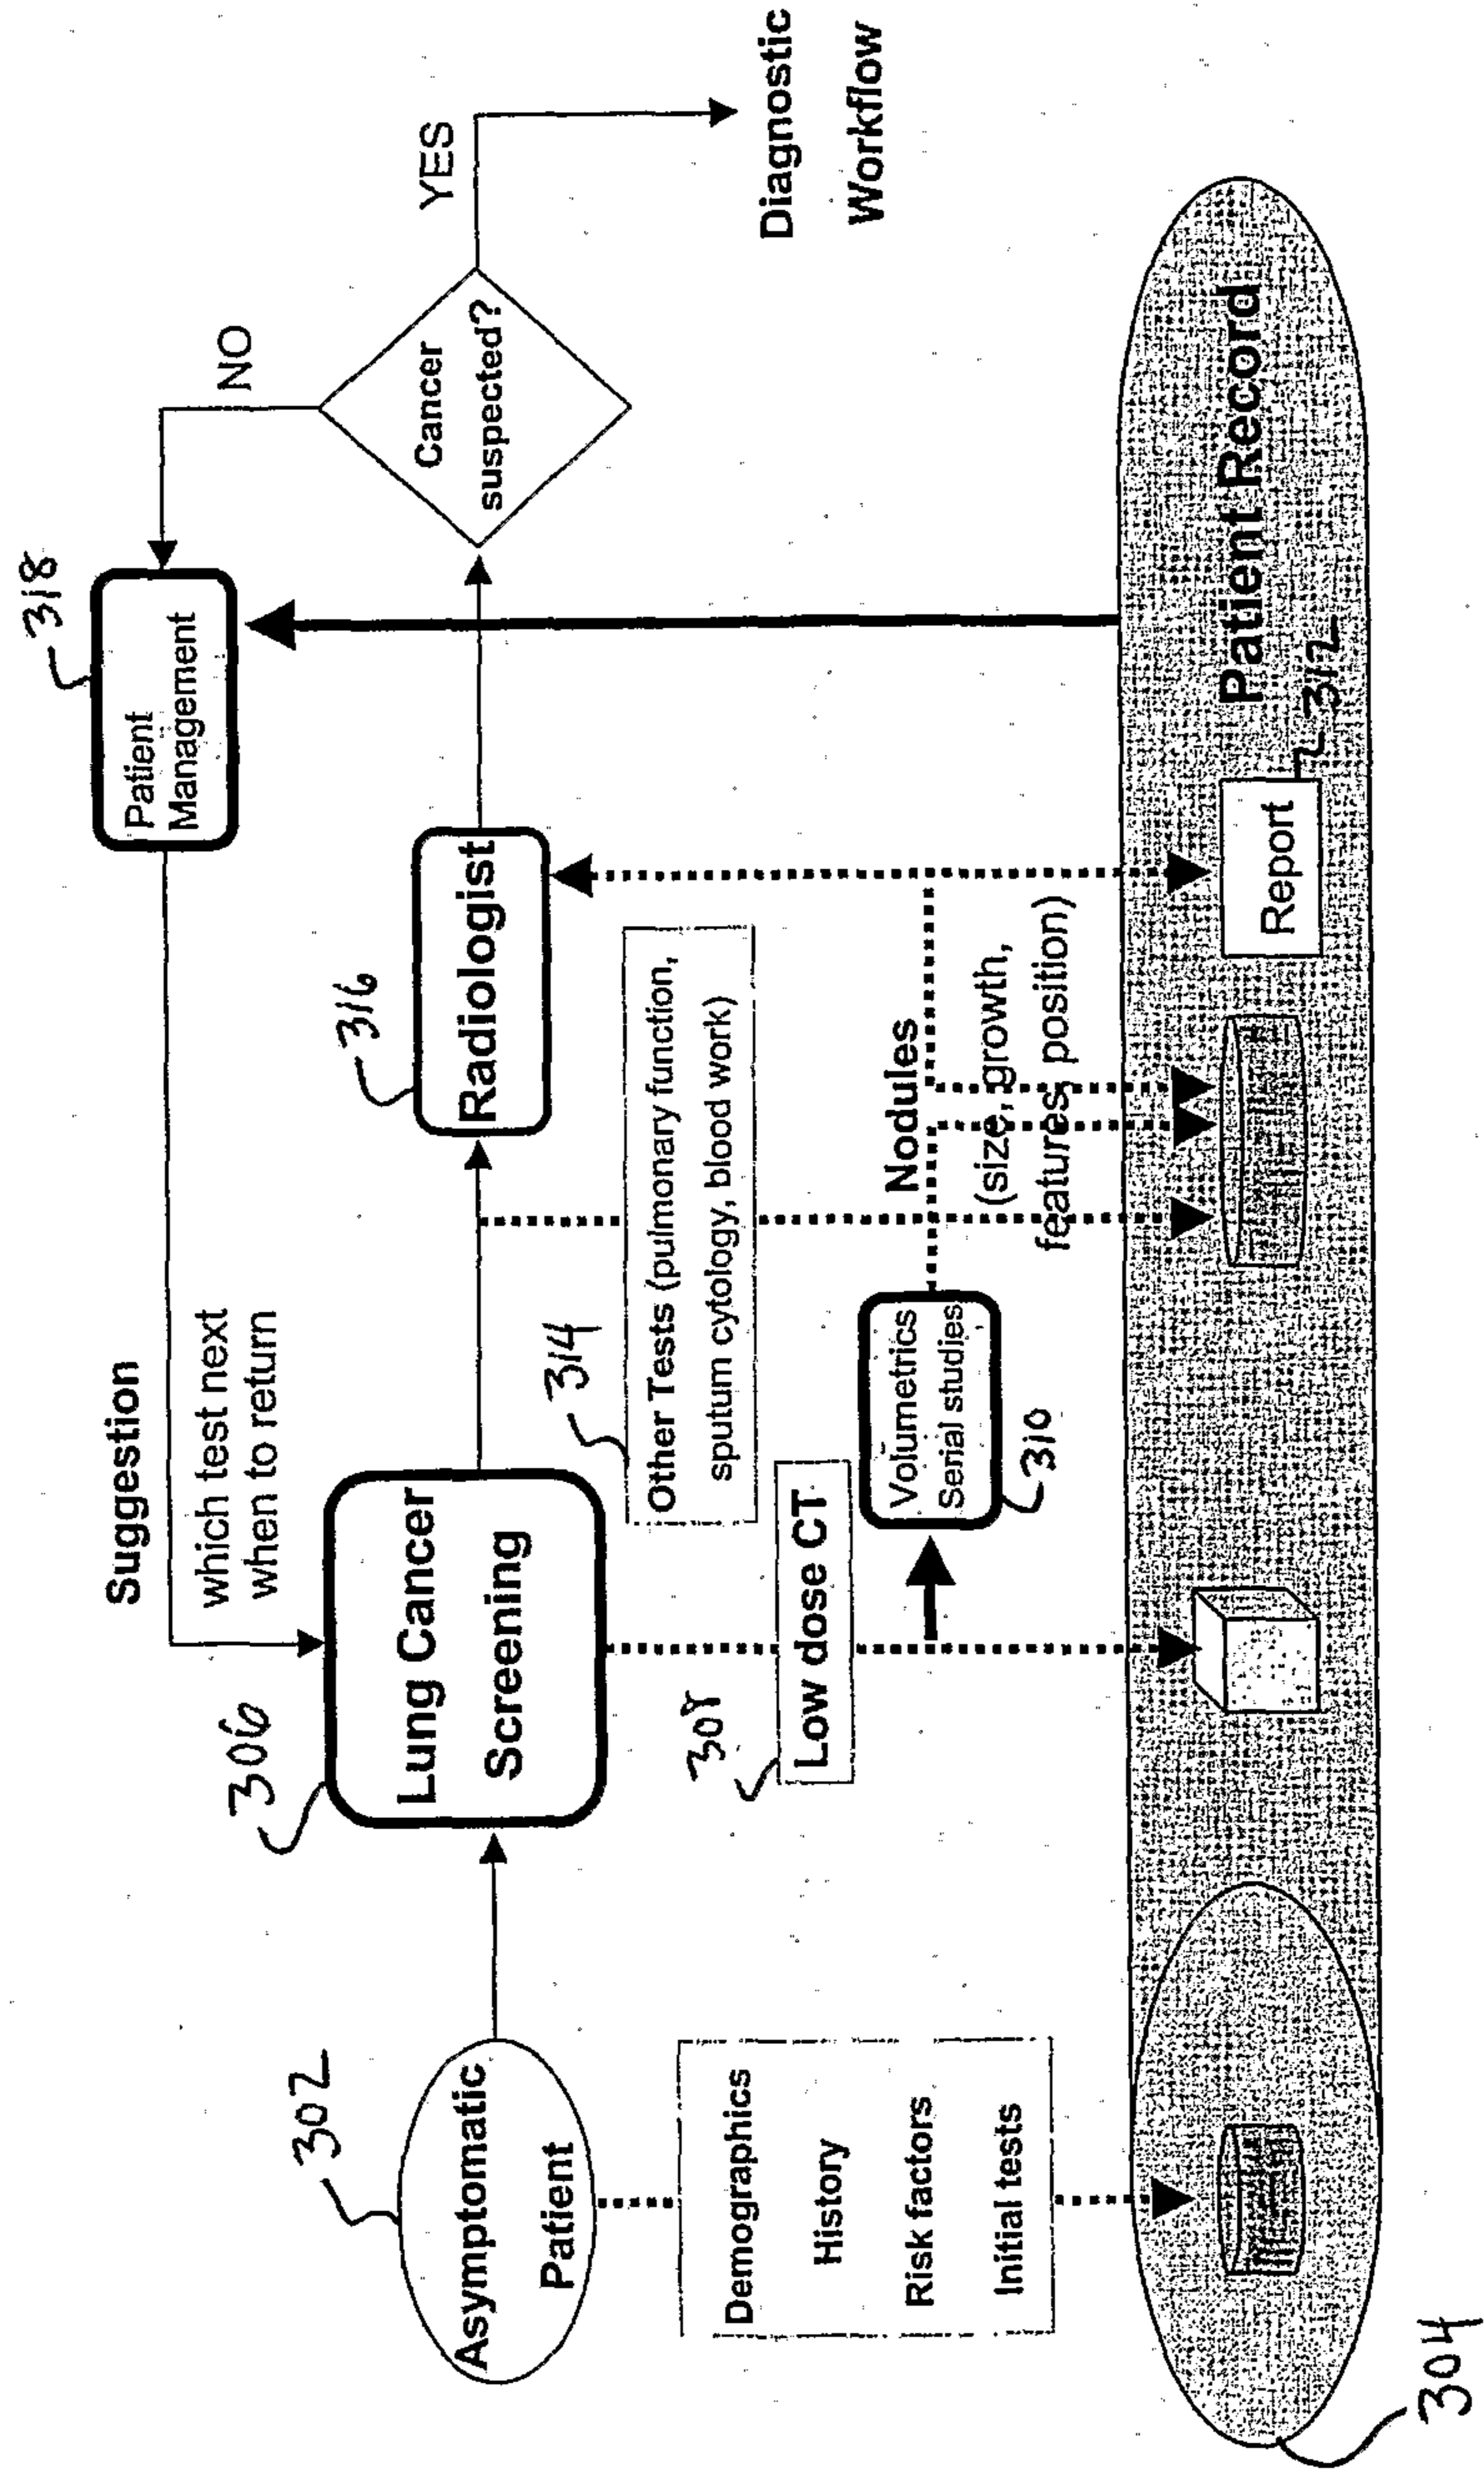 318
Patient
Management
NO
YES
Suggestion
which test next
when to return
306
Lung Cancer
Screening
316
Radiologist
Cancer
suspected?
Diagnostic
Workflow
302
Asymptomatic
Patient
314
Other Tests (pulmonary function,
sputum cytology, blood work)
308
Low dose CT
Volumetrics
Serial studies
310
Nodules
(size, growth,
features, position)
Demographics
History
Risk factors
Initial tests
Patient Record
Report
312
304